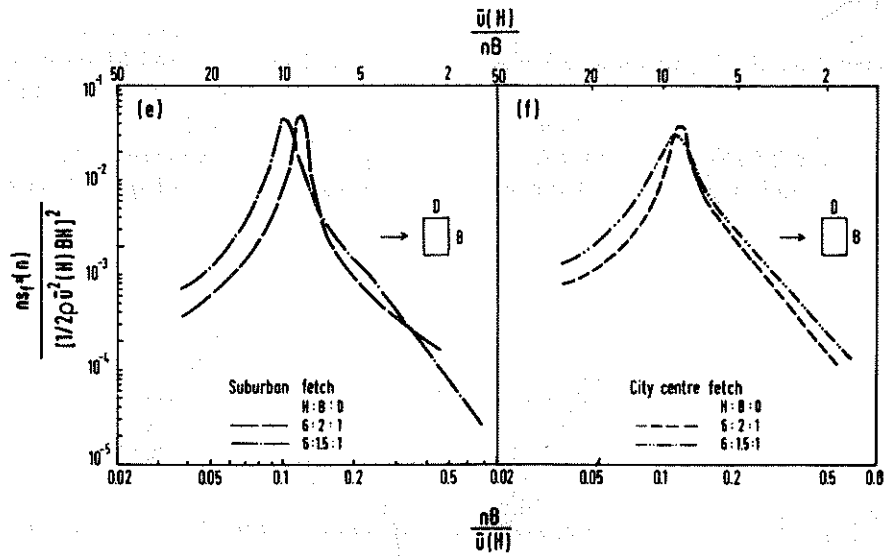 ū(H)
nB
50 20 10 5 2 50 20 10 5 2
10⁻¹
(e) (f)
10⁻²
D D
B B
nsf*(n)
[1/2ρū²(H) BH]²
10⁻³
10⁻⁴
Suburban fetch City centre fetch
H:B:D H:B:D
6:2:1 6:2:1
6:1.5:1 6:1.5:1
10⁻⁵
0.02 0.05 0.1 0.2 0.5 0.02 0.05 0.1 0.2 0.5 0.8
nB
ū(H)